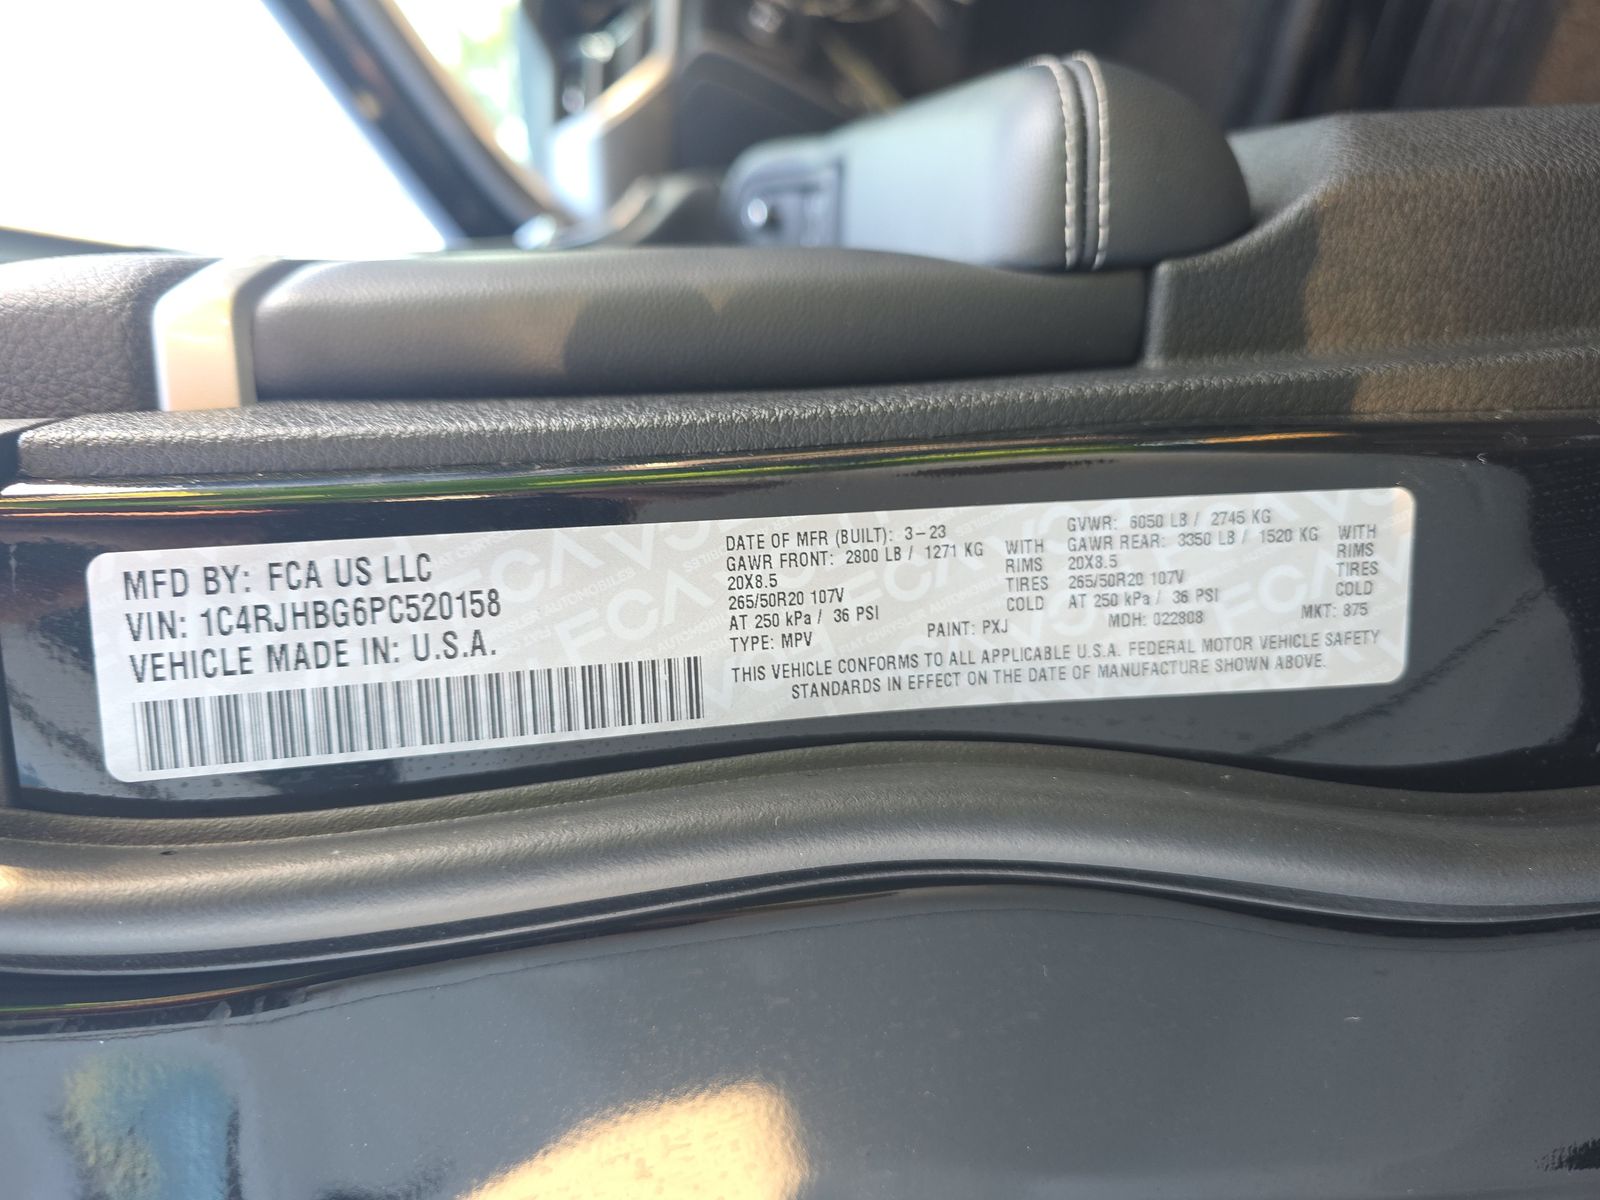 MFD BY: FCA US LLC
VIN: 1C4RJHBG6PC520158
VEHICLE MADE IN: U.S.A.
DATE OF MFR (BUILT): 3-23
GAWR FRONT: 2800 LB / 1271 KG WITH
20X8.5 RIMS
265/50R20 107V TIRES
AT 250 kPa / 36 PSI COLD
TYPE: MPV
GVWR: 6050 LB / 2745 KG
GAWR REAR: 3350 LB / 1520 KG WITH
20X8.5 RIMS
265/50R20 107V TIRES
AT 250 kPa / 36 PSI COLD
PAINT: PXJ MDH: 022808 MKT: 875
THIS VEHICLE CONFORMS TO ALL APPLICABLE U.S.A. FEDERAL MOTOR VEHICLE SAFETY
STANDARDS IN EFFECT ON THE DATE OF MANUFACTURE SHOWN ABOVE.